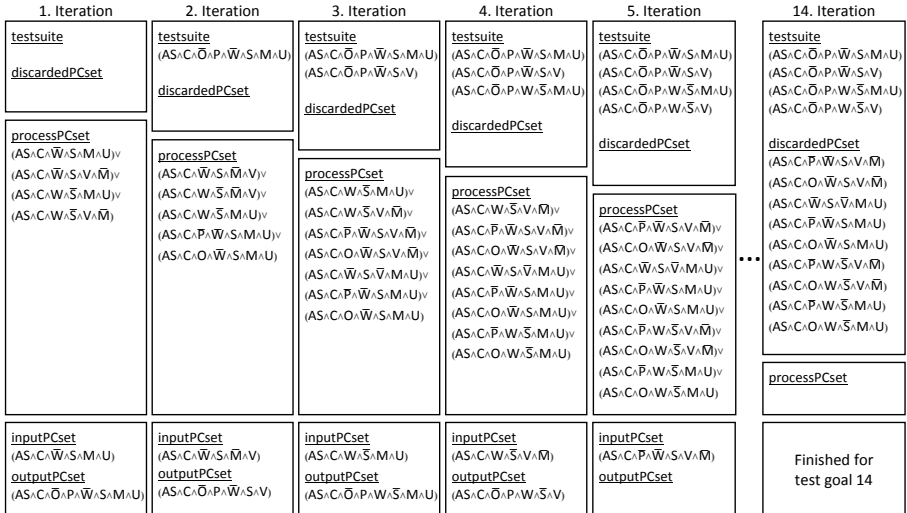 1. Iteration
testsuite
discardedPCset
processPCset
(AS∧C∧W̅∧S∧M∧U)∨
(AS∧C∧W̅∧S∧V∧M̅)∨
(AS∧C∧W∧S̅∧M∧U)∨
(AS∧C∧W∧S̅∧V∧M̅)
inputPCset
(AS∧C∧W̅∧S∧M∧U)
outputPCset
(AS∧C∧O̅∧P∧W̅∧S∧M∧U)
2. Iteration
testsuite
(AS∧C∧O̅∧P∧W̅∧S∧M∧U)
discardedPCset
processPCset
(AS∧C∧W̅∧S∧M̅∧V)∨
(AS∧C∧W∧S̅∧M̅∧V)∨
(AS∧C∧W∧S̅∧M∧U)∨
(AS∧C∧P̅∧W̅∧S∧M∧U)∨
(AS∧C∧O∧W̅∧S∧M∧U)
inputPCset
(AS∧C∧W̅∧S∧M̅∧V)
outputPCset
(AS∧C∧O̅∧P∧W̅∧S∧V)
3. Iteration
testsuite
(AS∧C∧O̅∧P∧W̅∧S∧M∧U)
(AS∧C∧O̅∧P∧W̅∧S∧V)
discardedPCset
processPCset
(AS∧C∧W∧S̅∧M∧U)∨
(AS∧C∧W∧S̅∧V∧M̅)∨
(AS∧C∧P̅∧W̅∧S∧V∧M̅)∨
(AS∧C∧O∧W̅∧S∧V∧M̅)∨
(AS∧C∧W̅∧S∧V̅∧M∧U)∨
(AS∧C∧P̅∧W̅∧S∧M∧U)∨
(AS∧C∧O∧W̅∧S∧M∧U)
inputPCset
(AS∧C∧W∧S̅∧M∧U)
outputPCset
(AS∧C∧O̅∧P∧W̅∧S̅∧M∧U)
4. Iteration
testsuite
(AS∧C∧O̅∧P∧W̅∧S∧M∧U)
(AS∧C∧O̅∧P∧W̅∧S∧V)
(AS∧C∧O̅∧P∧W̅∧S̅∧M∧U)
discardedPCset
processPCset
(AS∧C∧W∧S̅∧V∧M̅)∨
(AS∧C∧P̅∧W̅∧S∧V∧M̅)∨
(AS∧C∧O∧W̅∧S∧V∧M̅)∨
(AS∧C∧W̅∧S∧V̅∧M∧U)∨
(AS∧C∧P̅∧W̅∧S∧M∧U)∨
(AS∧C∧O∧W̅∧S∧M∧U)∨
(AS∧C∧P̅∧W∧S̅∧M∧U)∨
(AS∧C∧O∧W∧S̅∧M∧U)
inputPCset
(AS∧C∧W∧S̅∧V∧M̅)
outputPCset
(AS∧C∧O̅∧P∧W∧S̅∧V)
5. Iteration
testsuite
(AS∧C∧O̅∧P∧W̅∧S∧M∧U)
(AS∧C∧O̅∧P∧W̅∧S∧V)
(AS∧C∧O̅∧P∧W̅∧S̅∧M∧U)
(AS∧C∧O̅∧P∧W̅∧S̅∧V)
discardedPCset
processPCset
(AS∧C∧P̅∧W̅∧S∧V∧M̅)∨
(AS∧C∧O∧W̅∧S∧V∧M̅)∨
(AS∧C∧W̅∧S∧V̅∧M∧U)∨
(AS∧C∧P̅∧W̅∧S∧M∧U)∨
(AS∧C∧O∧W̅∧S∧M∧U)∨
(AS∧C∧P̅∧W∧S̅∧V∧M̅)∨
(AS∧C∧O∧W∧S̅∧V∧M̅)∨
(AS∧C∧P̅∧W∧S̅∧M∧U)∨
(AS∧C∧O∧W∧S̅∧M∧U)
inputPCset
(AS∧C∧P̅∧W̅∧S∧V∧M̅)
outputPCset
...
14. Iteration
testsuite
(AS∧C∧O̅∧P∧W̅∧S∧M∧U)
(AS∧C∧O̅∧P∧W̅∧S∧V)
(AS∧C∧O̅∧P∧W̅∧S̅∧M∧U)
(AS∧C∧O̅∧P∧W̅∧S̅∧V)
discardedPCset
(AS∧C∧P̅∧W̅∧S∧V∧M̅)
(AS∧C∧O∧W̅∧S∧V∧M̅)
(AS∧C∧W̅∧S∧V̅∧M∧U)
(AS∧C∧P̅∧W̅∧S∧M∧U)
(AS∧C∧O∧W̅∧S∧M∧U)
(AS∧C∧P̅∧W∧S̅∧V∧M̅)
(AS∧C∧O∧W∧S̅∧V∧M̅)
(AS∧C∧P̅∧W∧S̅∧M∧U)
(AS∧C∧O∧W∧S̅∧M∧U)
processPCset
Finished for
test goal 14